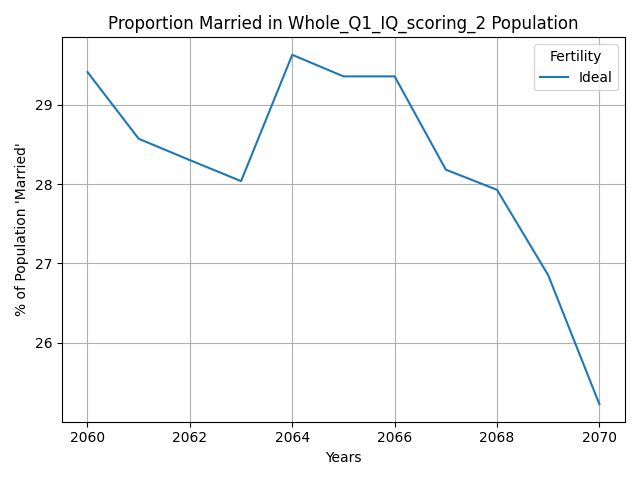 Proportion Married in Whole_Q1_IQ_scoring_2 Population
Fertility
Ideal
% of Population 'Married'
29
28
27
26
2060 2062 2064 2066 2068 2070
Years